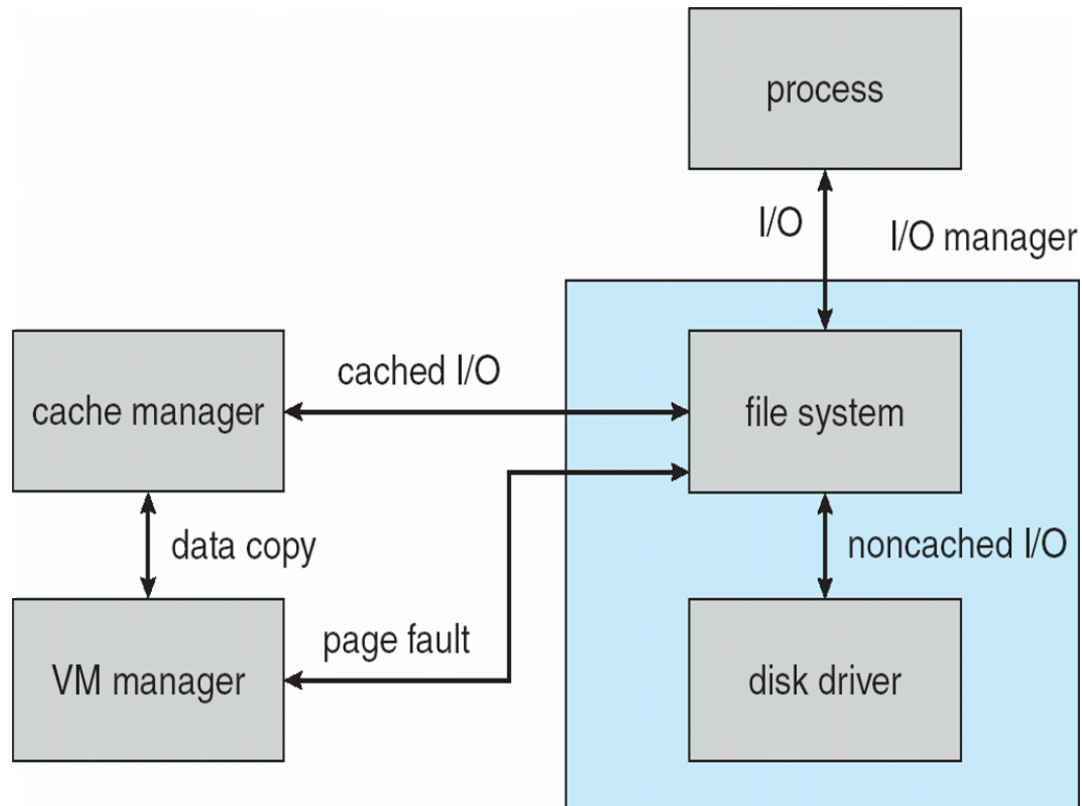 process
I/O
I/O manager
cached I/O
cache manager
file system
data copy
noncached I/O
page fault
VM manager
disk driver